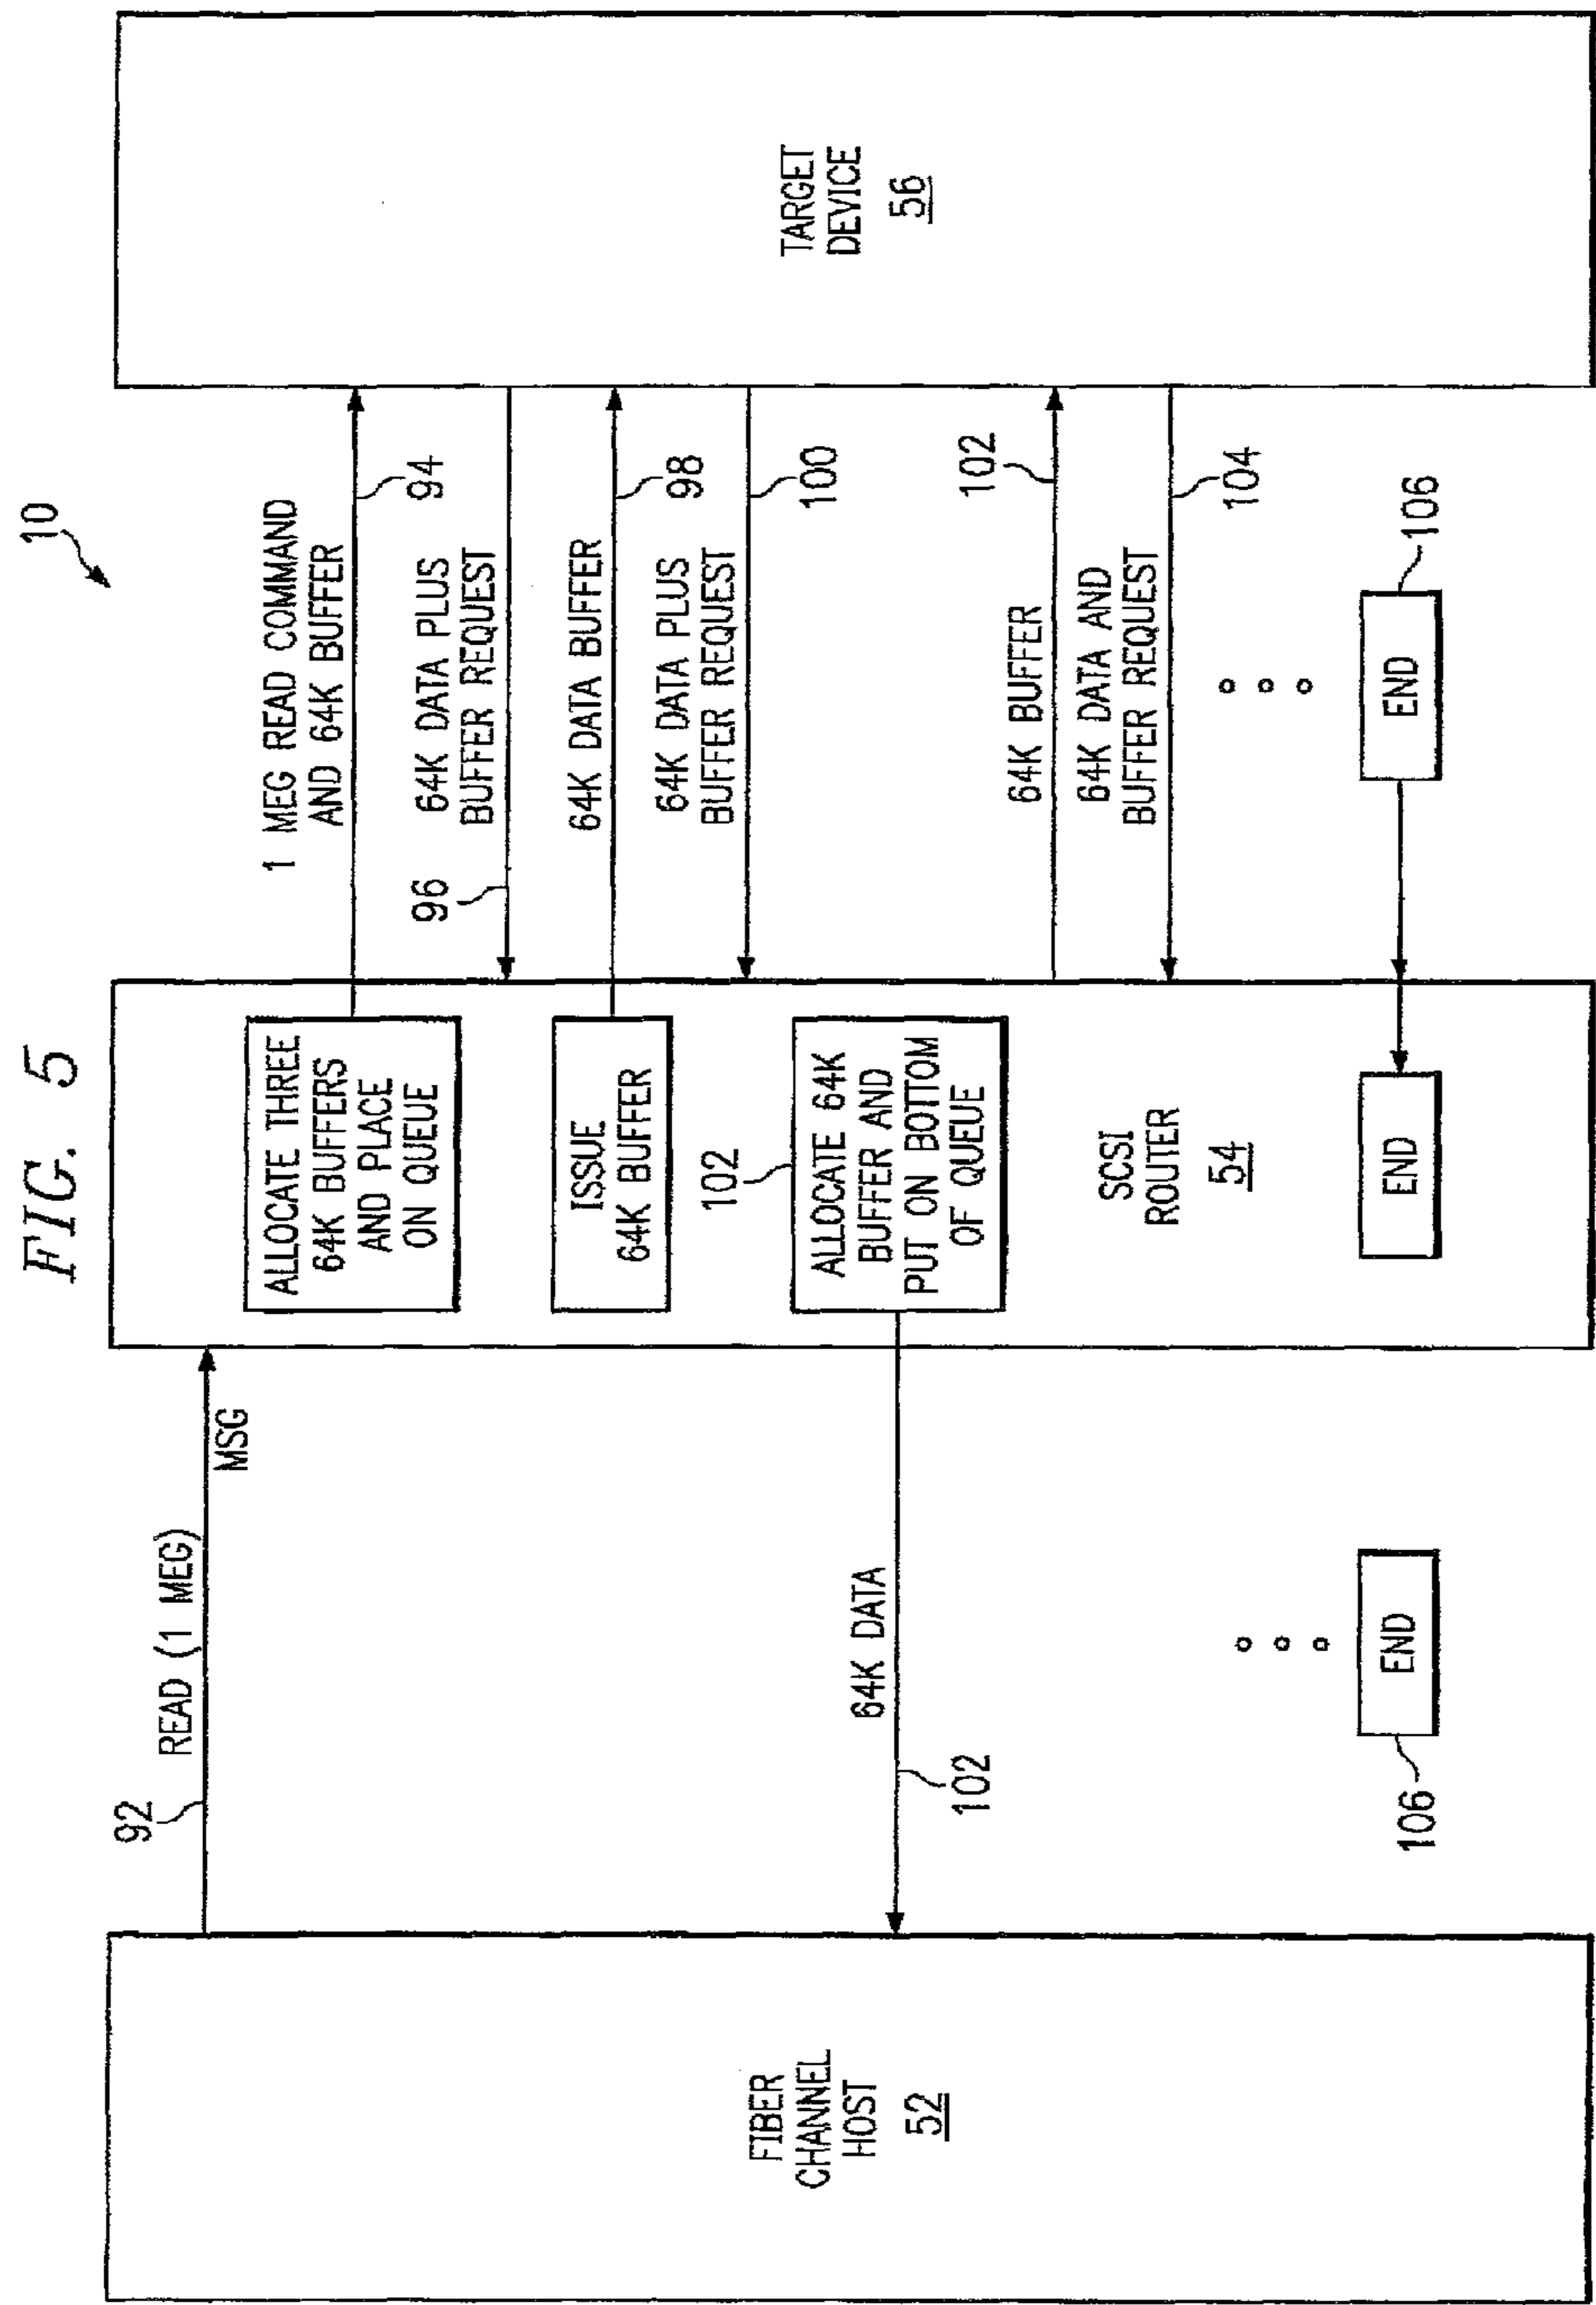 FIG. 5
10
FIBER
CHANNEL
HOST
52
92
READ (1 MEG)
MSG
64K DATA
102
END
106
ALLOCATE THREE
64K BUFFERS
AND PLACE
ON QUEUE
ISSUE
64K BUFFER
102
ALLOCATE 64K
BUFFER AND
PUT ON BOTTOM
OF QUEUE
SCSI
ROUTER
54
END
1 MEG READ COMMAND
AND 64K BUFFER
94
96
64K DATA PLUS
BUFFER REQUEST
64K DATA BUFFER
98
64K DATA PLUS
BUFFER REQUEST
100
64K BUFFER
102
64K DATA AND
BUFFER REQUEST
104
END
106
TARGET
DEVICE
56